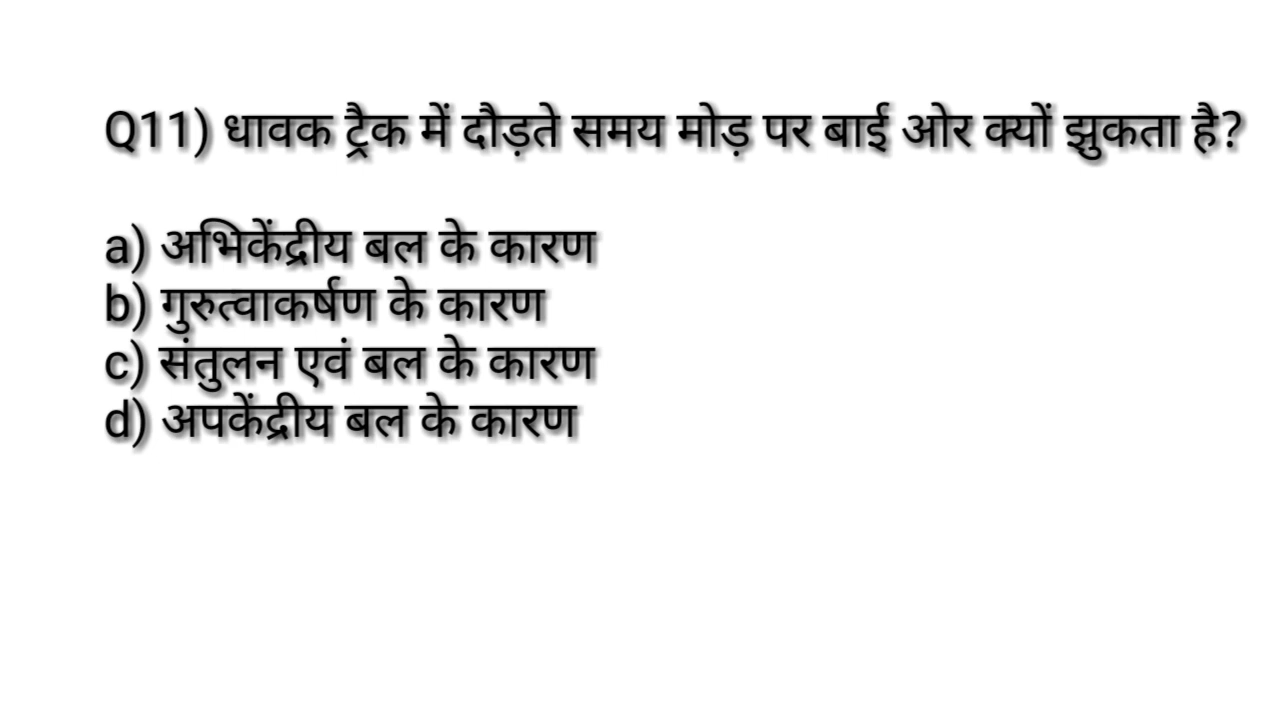 Q11) धावक ट्रैक में दौड़ते समय मोड़ पर बाईं ओर क्यों झुकता है?
a) अभिकेंद्रीय बल के कारण
b) गुरुत्वाकर्षण के कारण
c) संतुलन एवं बल के कारण
d) अपकेंद्रीय बल के कारण